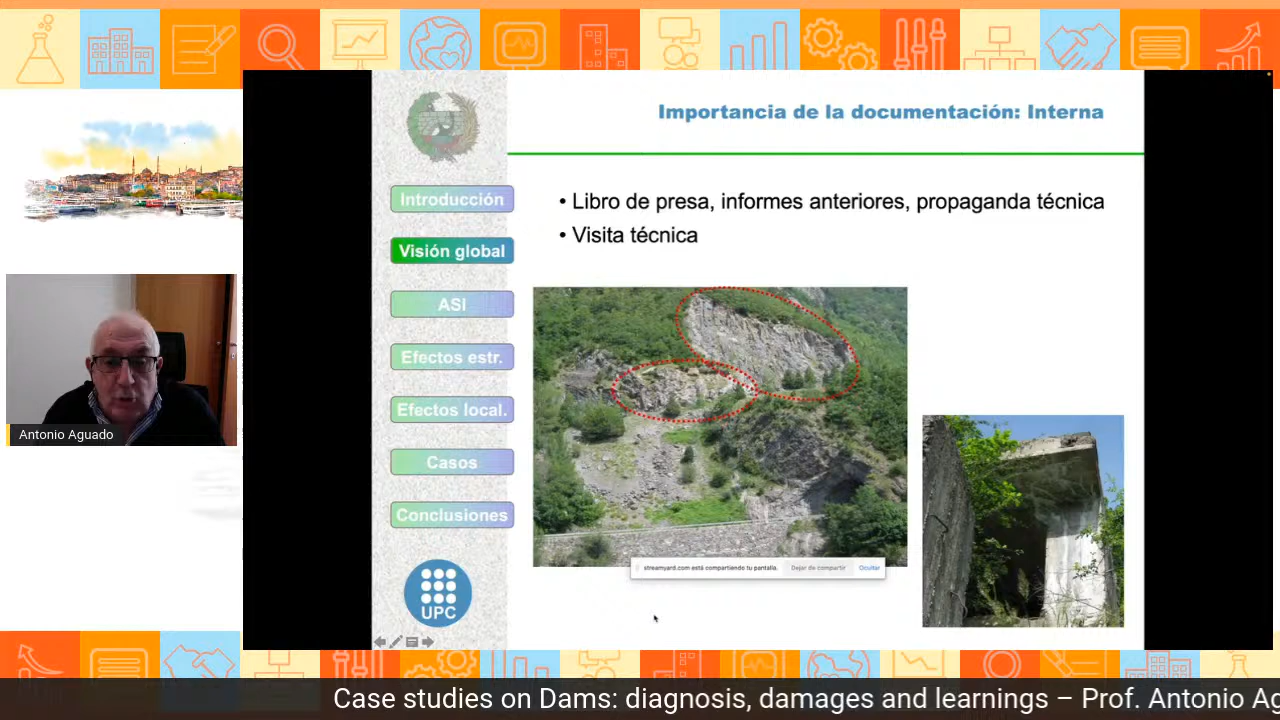 Importancia de la documentación: Interna
Introducción
Visión global
ASI
Efectos estr.
Efectos local.
Casos
Conclusiones
UPC
• Libro de presa, informes anteriores, propaganda técnica
• Visita técnica
streamyard.com está compartiendo tu pantalla.
Dejar de compartir
Ocultar
Antonio Aguado
Case studies on Dams: diagnosis, damages and learnings – Prof. Antonio Ag